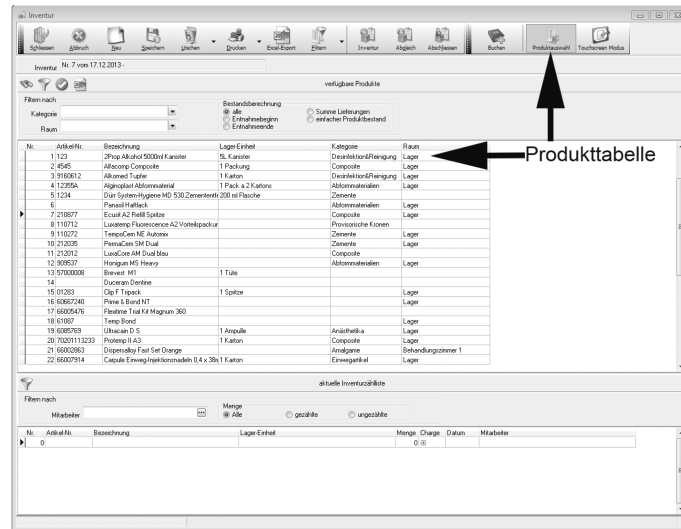 Inventur
Schliessen Abbruch Neu Speichern Löschen Drucken Excel-Export Filtern Inventur Abgleich Abschliessen Buchen Produktauswahl Touchscreen Modus
Inventur Nr. 7 vom 17.12.2013 -
verfügbare Produkte
Filtern nach
Kategorie
Raum
Bestandsberechnung
alle Summe Lieferungen
Entnahmebeginn einfacher Produktbestand
Entnahmeende
Nr. Artikel-Nr. Bezeichnung Lager-Einheit Kategorie Raum
1 123 2Prop Alkohol 5000ml Kanister 5L Kanister Desinfektion&Reinigung Lager
Produkttabelle
2 4545 Alfacomp Composite 1 Packung Composite Lager
3 9160612 Alkomed Tupfer 1 Karton Desinfektion&Reinigung Lager
4 12355A Alginoplast Abformmaterial 1 Pack a 2 Kartons Abformmaterialien Lager
5 1234 Dürr System-Hygiene MD 530 Zemententf 200 ml Flasche Zemente
6 Panasil Haftlack Abformmaterialien Lager
7 210877 Ecusit A2 Refill Spritze Composite Lager
8 110712 Luxatemp Fluorescence A2 Vorteilspackur Provisorische Kronen
9 110272 TempoCem NE Automix Zemente Lager
10 212035 PermaCem SM Dual Zemente Lager
11 212012 LuxaCore AM Dual blau Composite
12 909537 Honigum MS Heavy Abformmaterialien Lager
13 57000008 Brevest M1 1 Tüte
14 Duceram Dentine
15 01283 Clip F Tripack 1 Spritze Lager
16 60667240 Prime & Bond NT Lager
17 66005476 Flexitime Trial Kit Magnum 360
18 61087 Temp Bond Lager
19 6085769 Ultracain D S 1 Ampulle Anästhetika Lager
20 70201113233 Protemp II A3 1 Karton Composite Lager
21 66002863 Dispersalloy Fast Set Orange Amalgame Behandlungszimmer 1
22 66007914 Carpule Einweg-Injektionsnadeln 0,4 x 38r 1 Karton Einwegartikel Lager
aktuelle Inventurzählliste
Filtern nach
Mitarbeiter
Menge
Alle gezählte ungezählte
Nr. Artikel-Nr. Bezeichnung Lager-Einheit Menge Charge Datum Mitarbeiter
0 0